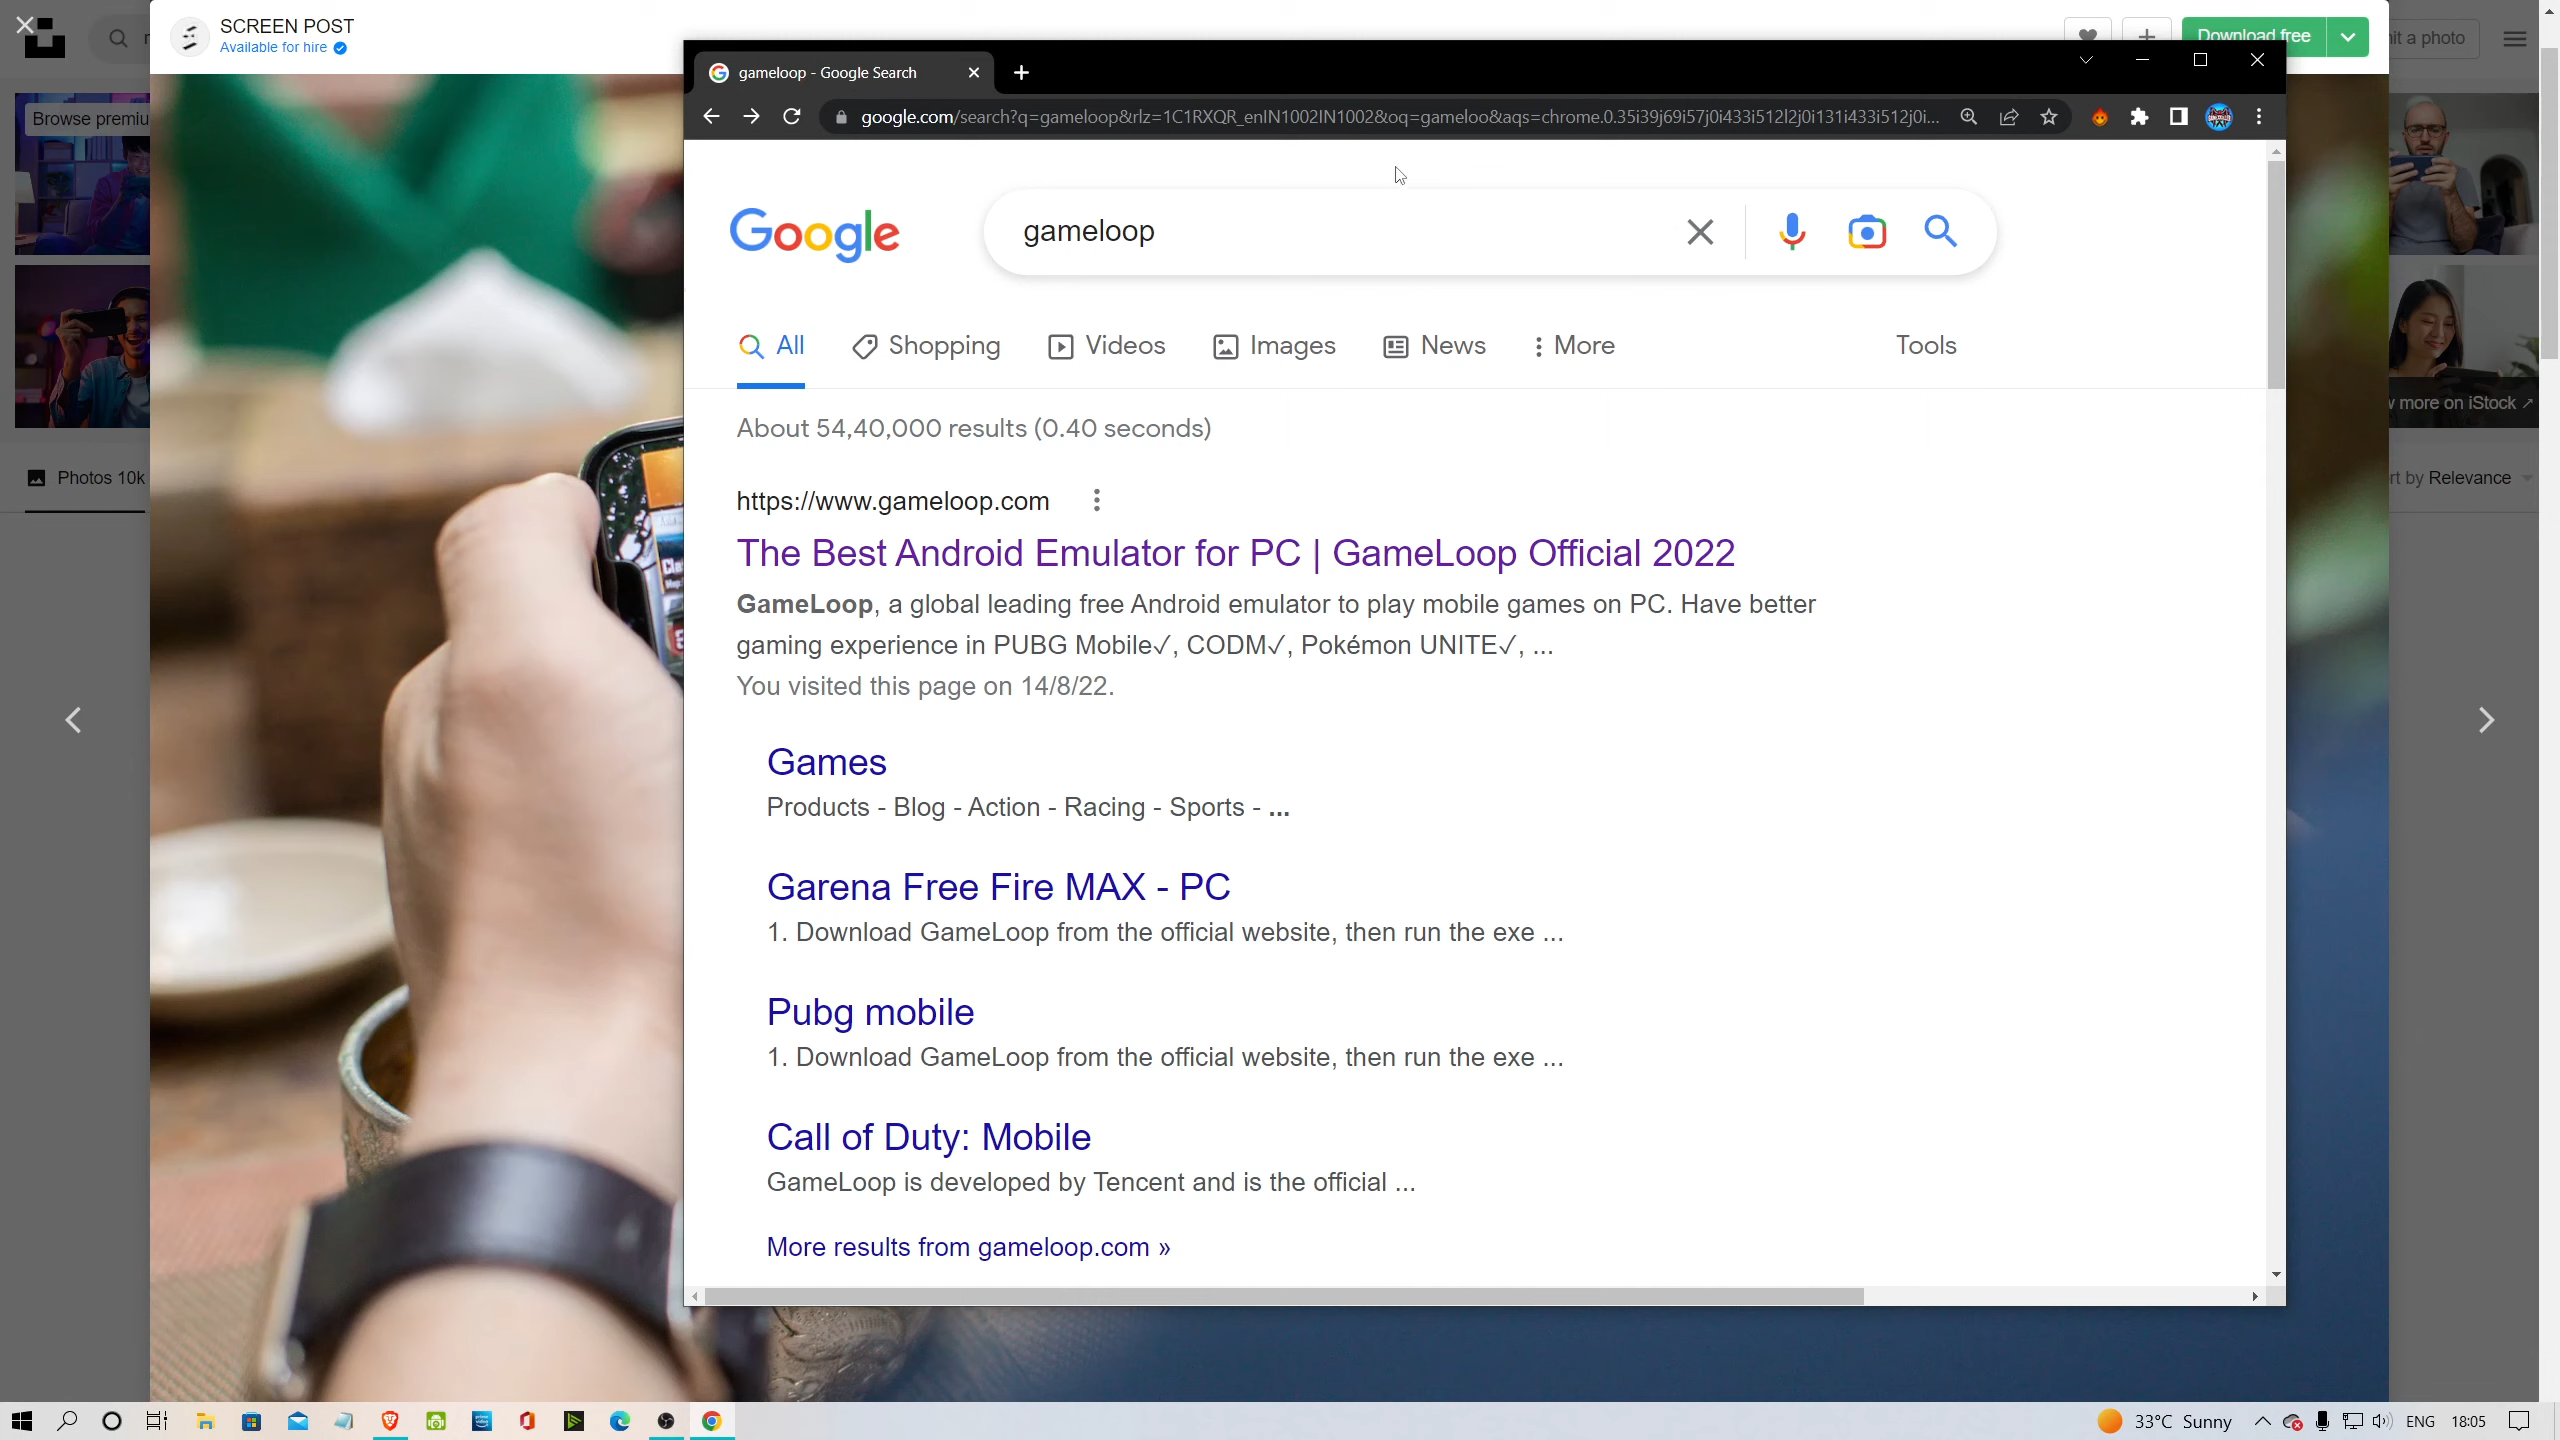 SCREEN POST
Available for hire
Download free
it a photo
Browse premiu
Photos 10k
w more on iStock ↗
rt by Relevance
gameloop - Google Search
google.com/search?q=gameloop&rlz=1C1RXQR_enIN1002IN1002&oq=gameloo&aqs=chrome.0.35i39j69i57j0i433i512l2j0i131i433i512j0i...
Google
gameloop
All
Shopping
Videos
Images
News
More
Tools
About 54,40,000 results (0.40 seconds)
https://www.gameloop.com
The Best Android Emulator for PC | GameLoop Official 2022
GameLoop, a global leading free Android emulator to play mobile games on PC. Have better
gaming experience in PUBG Mobile✓, CODM✓, Pokémon UNITE✓, ...
You visited this page on 14/8/22.
Games
Products - Blog - Action - Racing - Sports - ...
Garena Free Fire MAX - PC
1. Download GameLoop from the official website, then run the exe ...
Pubg mobile
1. Download GameLoop from the official website, then run the exe ...
Call of Duty: Mobile
GameLoop is developed by Tencent and is the official ...
More results from gameloop.com »
33°C Sunny
ENG
18:05